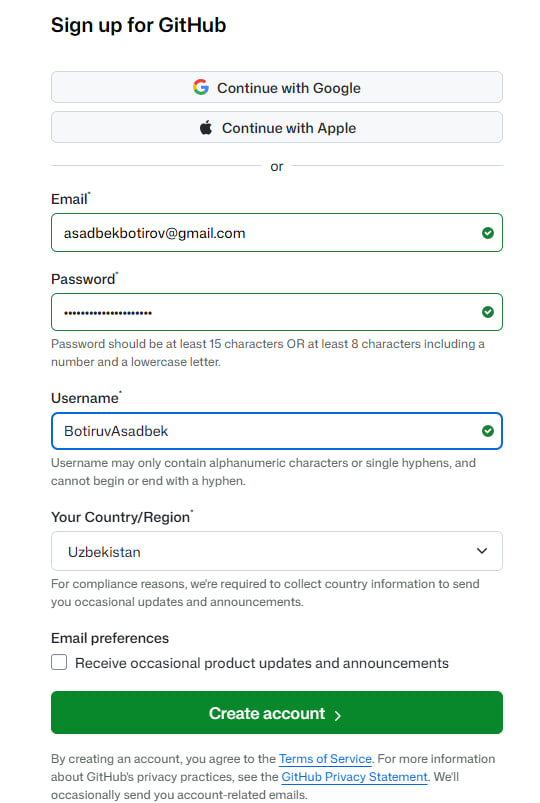 Sign up for GitHub
Continue with Google
Continue with Apple
or
Email*
asadbekbotirov@gmail.com
Password*
•••••••••••••••••••••
Password should be at least 15 characters OR at least 8 characters including a
number and a lowercase letter.
Username*
BotiruvAsadbek
Username may only contain alphanumeric characters or single hyphens, and
cannot begin or end with a hyphen.
Your Country/Region*
Uzbekistan
For compliance reasons, we're required to collect country information to send
you occasional updates and announcements.
Email preferences
Receive occasional product updates and announcements
Create account
By creating an account, you agree to the Terms of Service. For more information
about GitHub's privacy practices, see the GitHub Privacy Statement. We'll
occasionally send you account-related emails.